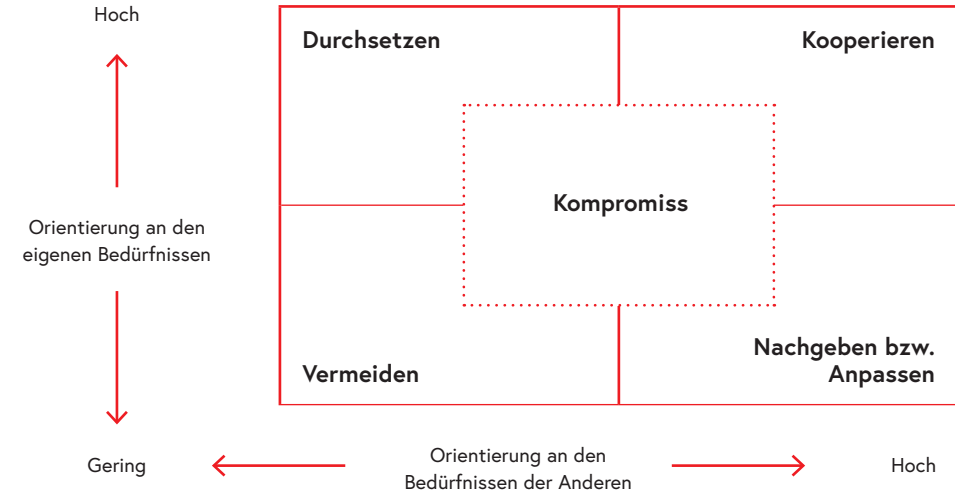 Hoch
Durchsetzen
Kooperieren
Kompromiss
Orientierung an den
eigenen Bedürfnissen
Vermeiden
Nachgeben bzw.
Anpassen
Gering
Orientierung an den
Bedürfnissen der Anderen
Hoch